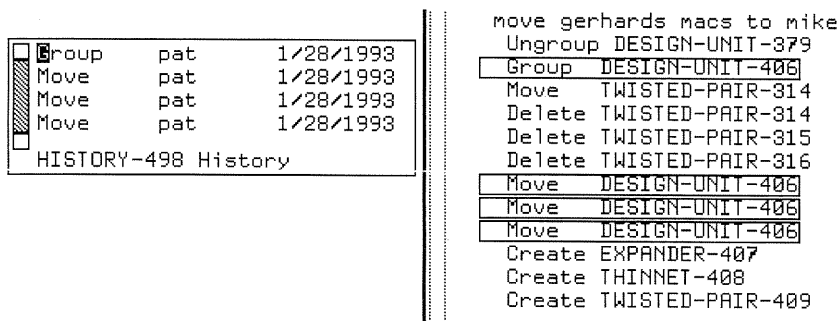 Group pat 1/28/1993
Move pat 1/28/1993
Move pat 1/28/1993
Move pat 1/28/1993
HISTORY-498 History
move gerhards macs to mike
Ungroup DESIGN-UNIT-379
Group DESIGN-UNIT-406
Move TWISTED-PAIR-314
Delete TWISTED-PAIR-314
Delete TWISTED-PAIR-315
Delete TWISTED-PAIR-316
Move DESIGN-UNIT-406
Move DESIGN-UNIT-406
Move DESIGN-UNIT-406
Create EXPANDER-407
Create THINNET-408
Create TWISTED-PAIR-409